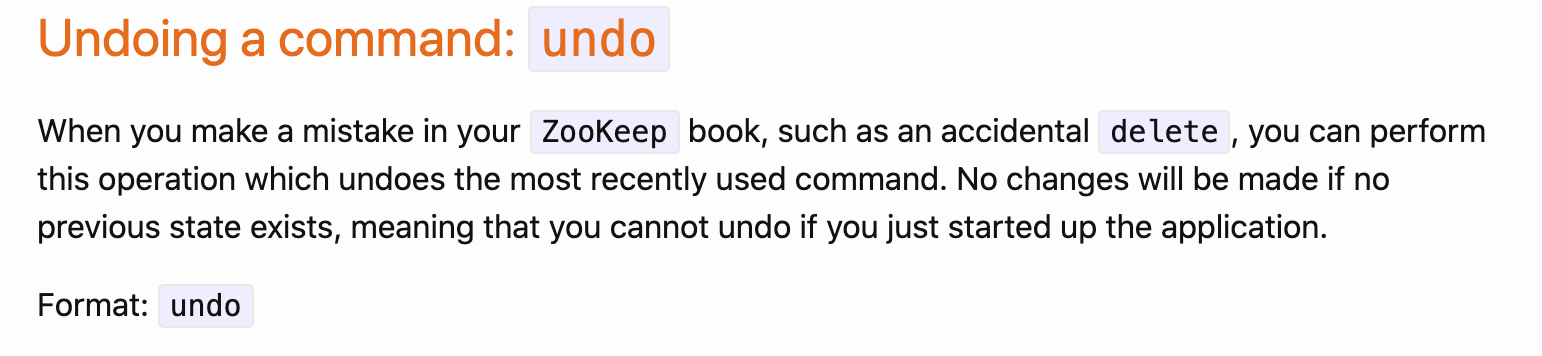 Undoing a command: undo
When you make a mistake in your ZooKeep book, such as an accidental delete, you can perform
this operation which undoes the most recently used command. No changes will be made if no
previous state exists, meaning that you cannot undo if you just started up the application.
Format: undo